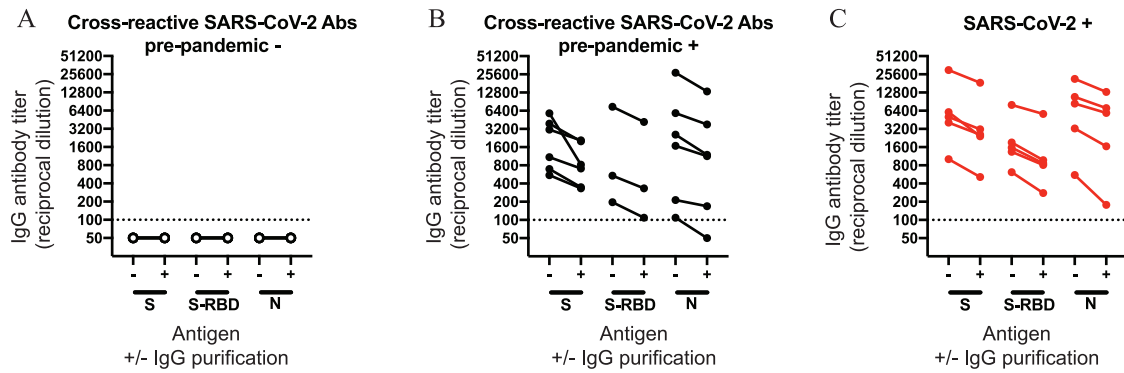 A
Cross-reactive SARS-CoV-2 Abs
pre-pandemic -
IgG antibody titer
(reciprocal dilution)
51200
25600
12800
6400
3200
1600
800
400
200
100
50
- + - + - +
S S-RBD N
Antigen
+/- IgG purification
B
Cross-reactive SARS-CoV-2 Abs
pre-pandemic +
IgG antibody titer
(reciprocal dilution)
51200
25600
12800
6400
3200
1600
800
400
200
100
50
- + - + - +
S S-RBD N
Antigen
+/- IgG purification
C
SARS-CoV-2 +
IgG antibody titer
(reciprocal dilution)
51200
25600
12800
6400
3200
1600
800
400
200
100
50
- + - + - +
S S-RBD N
Antigen
+/- IgG purification